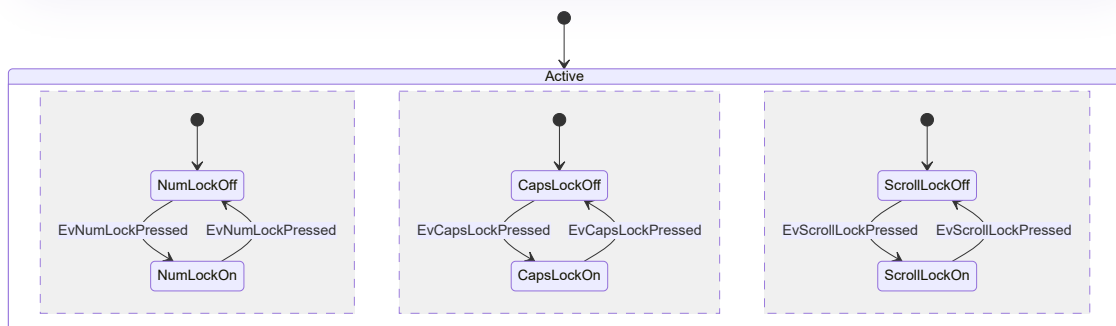 Active
NumLockOff
CapsLockOff
ScrollLockOff
EvNumLockPressed
EvNumLockPressed
EvCapsLockPressed
EvCapsLockPressed
EvScrollLockPressed
EvScrollLockPressed
NumLockOn
CapsLockOn
ScrollLockOn